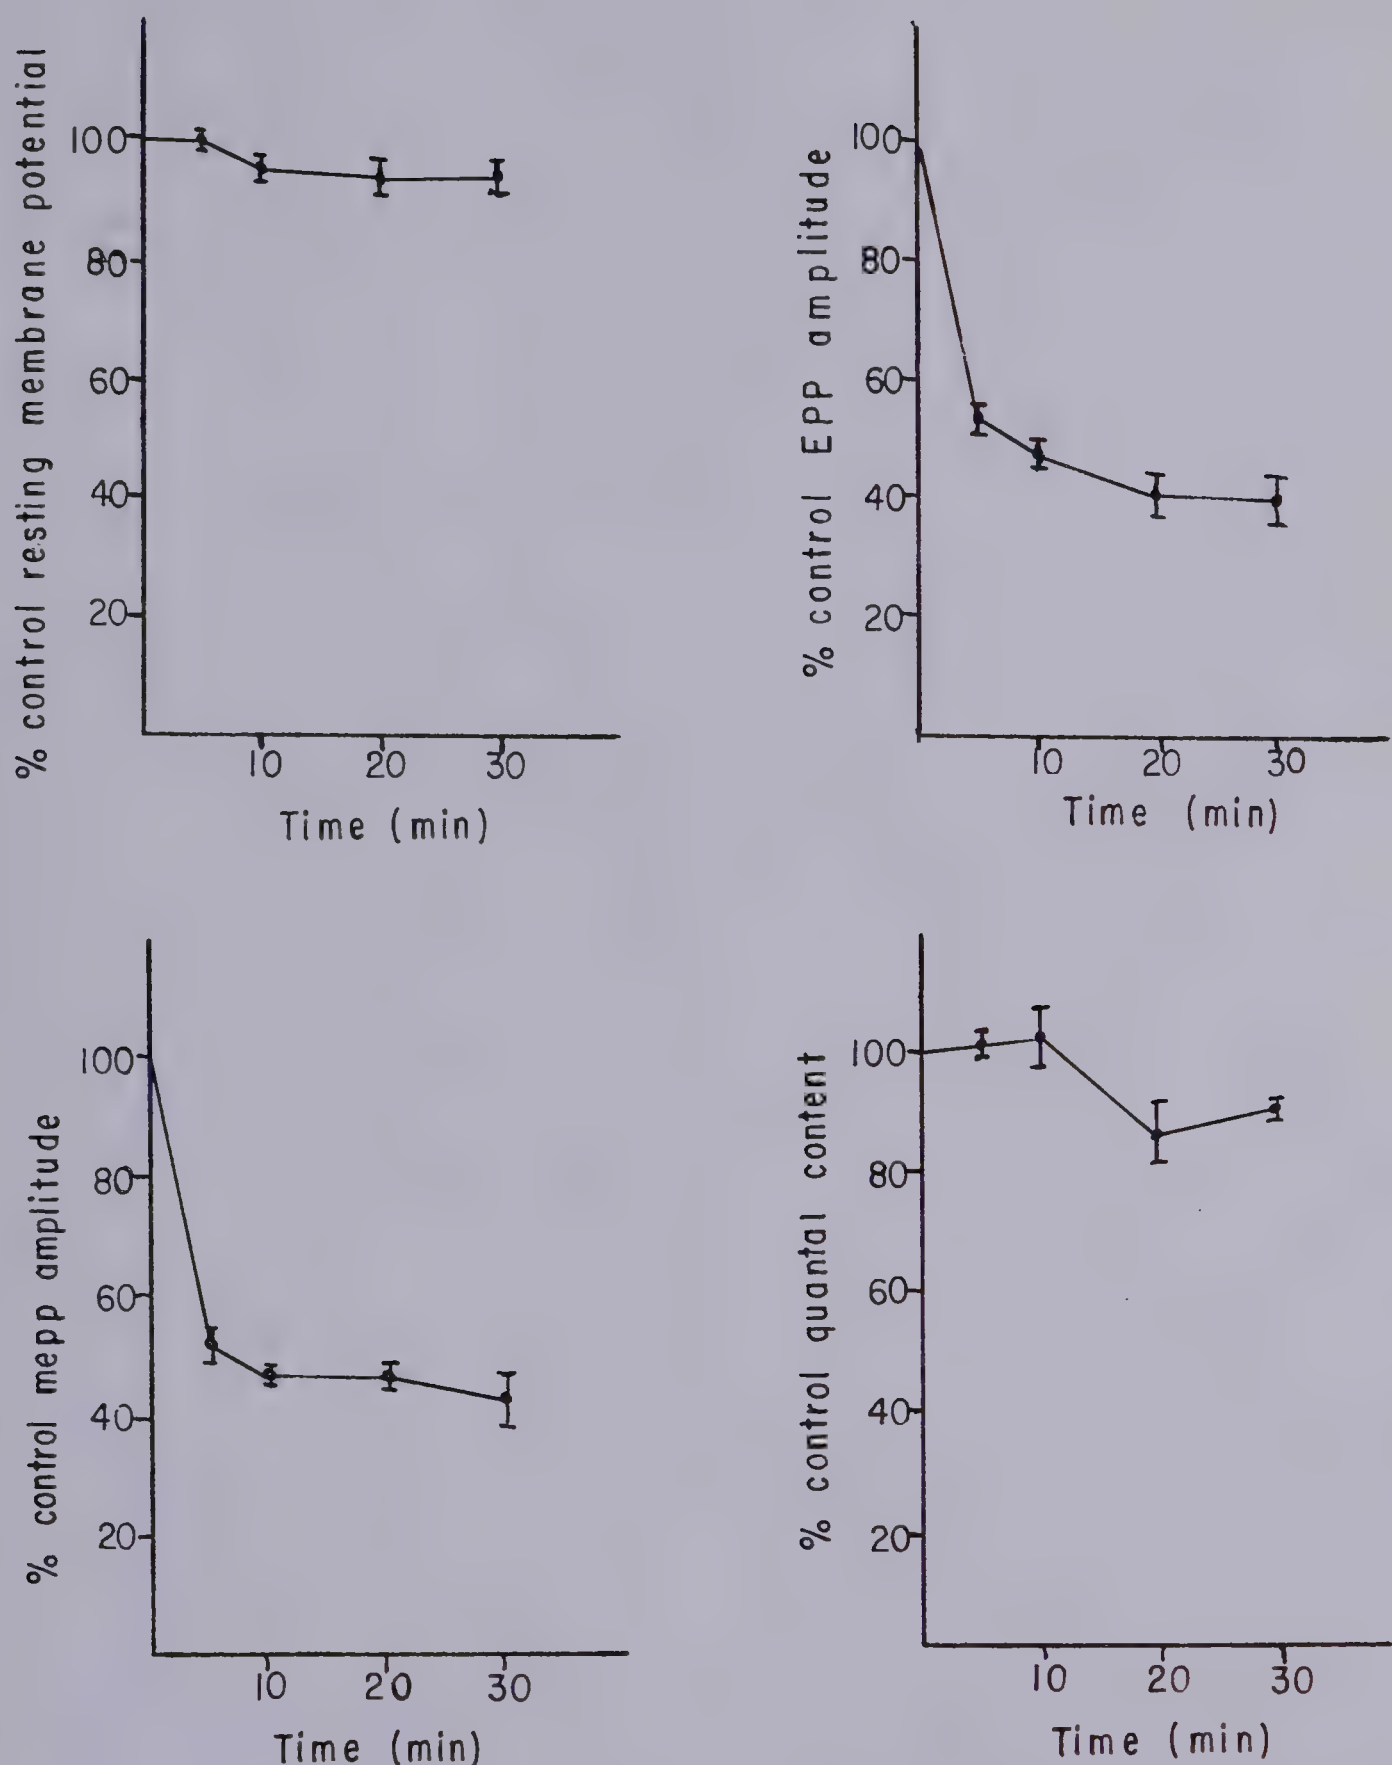 % control resting membrane potential
100
80
60
40
20
10 20 30
Time (min)
% control EPP amplitude
100
80
60
40
20
10 20 30
Time (min)
% control mepp amplitude
100
80
60
40
20
10 20 30
Time (min)
% control quantal content
100
80
60
40
20
10 20 30
Time (min)